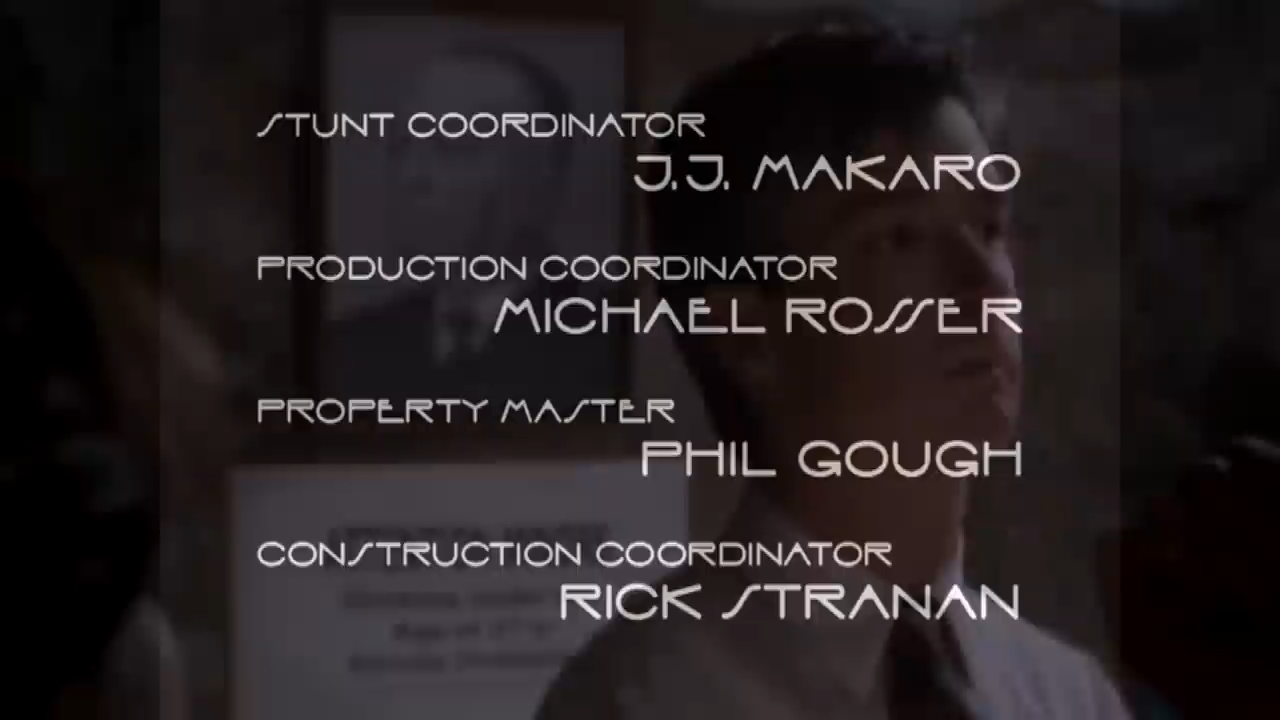 STUNT COORDINATOR
J.J. MAKARO
PRODUCTION COORDINATOR
MICHAEL ROSSER
PROPERTY MASTER
PHIL GOUGH
CONSTRUCTION COORDINATOR
RICK STRANAN